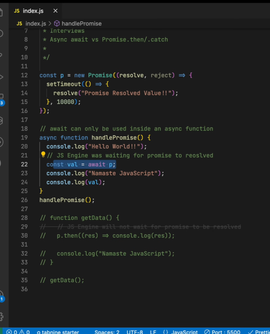 index.js
index.js > handlePromise
7 * interviews
8 * Async await vs Promise.then/.catch
9 *
10 */
11
12 const p = new Promise((resolve, reject) => {
13 setTimeout(() => {
14 resolve("Promise Resolved Value!!");
15 }, 10000);
16 });
17
18 // await can only be used inside an async function
19 async function handlePromise() {
20 console.log("Hello World!!");
21 // JS Engine was waiting for promise to resolved
22 const val = await p;
23 console.log("Namaste JavaScript");
24 console.log(val);
25 }
26 handlePromise();
27
28 // function getData() {
29 // // JS Engine will not wait for promise to be resolved
30 // p.then((res) => console.log(res));
31
32 // console.log("Namaste JavaScript");
33 // }
34
35 // getData();
36
tabnine starter Spaces: 2 UTF-8 LF {} JavaScript Port : 5500